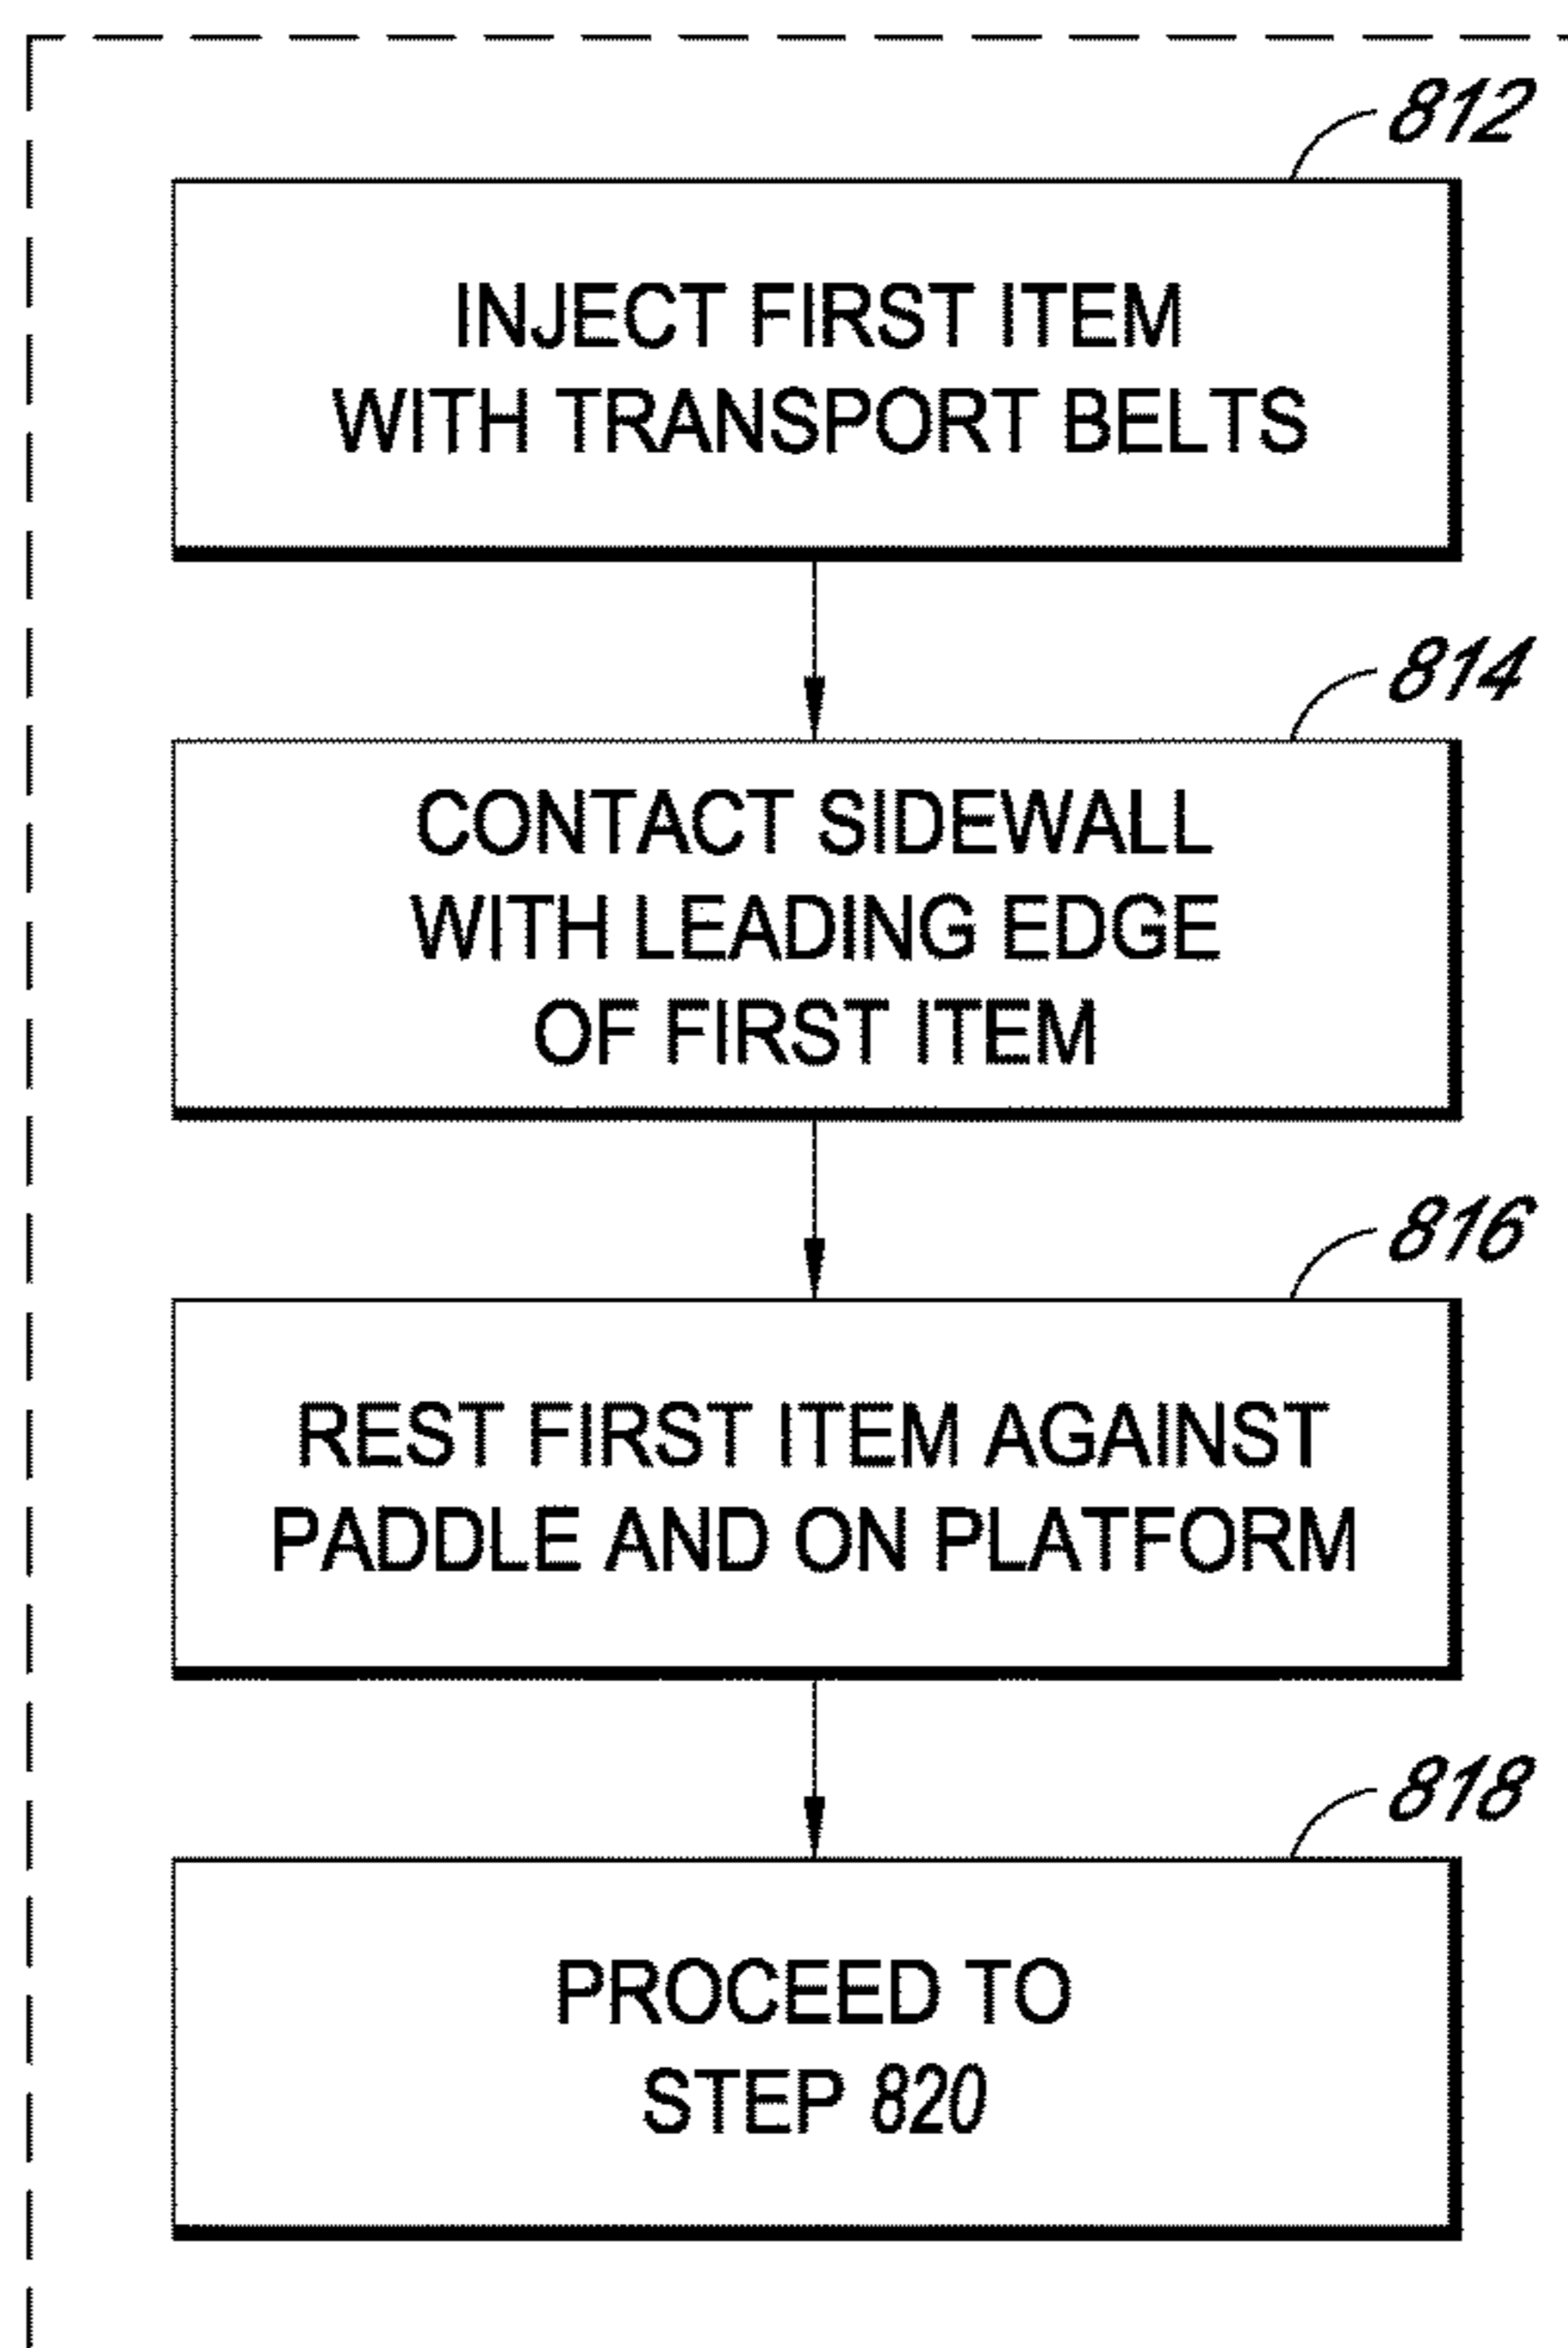 812
INJECT FIRST ITEM
WITH TRANSPORT BELTS
814
CONTACT SIDEWALL
WITH LEADING EDGE
OF FIRST ITEM
816
REST FIRST ITEM AGAINST
PADDLE AND ON PLATFORM
818
PROCEED TO
STEP 820